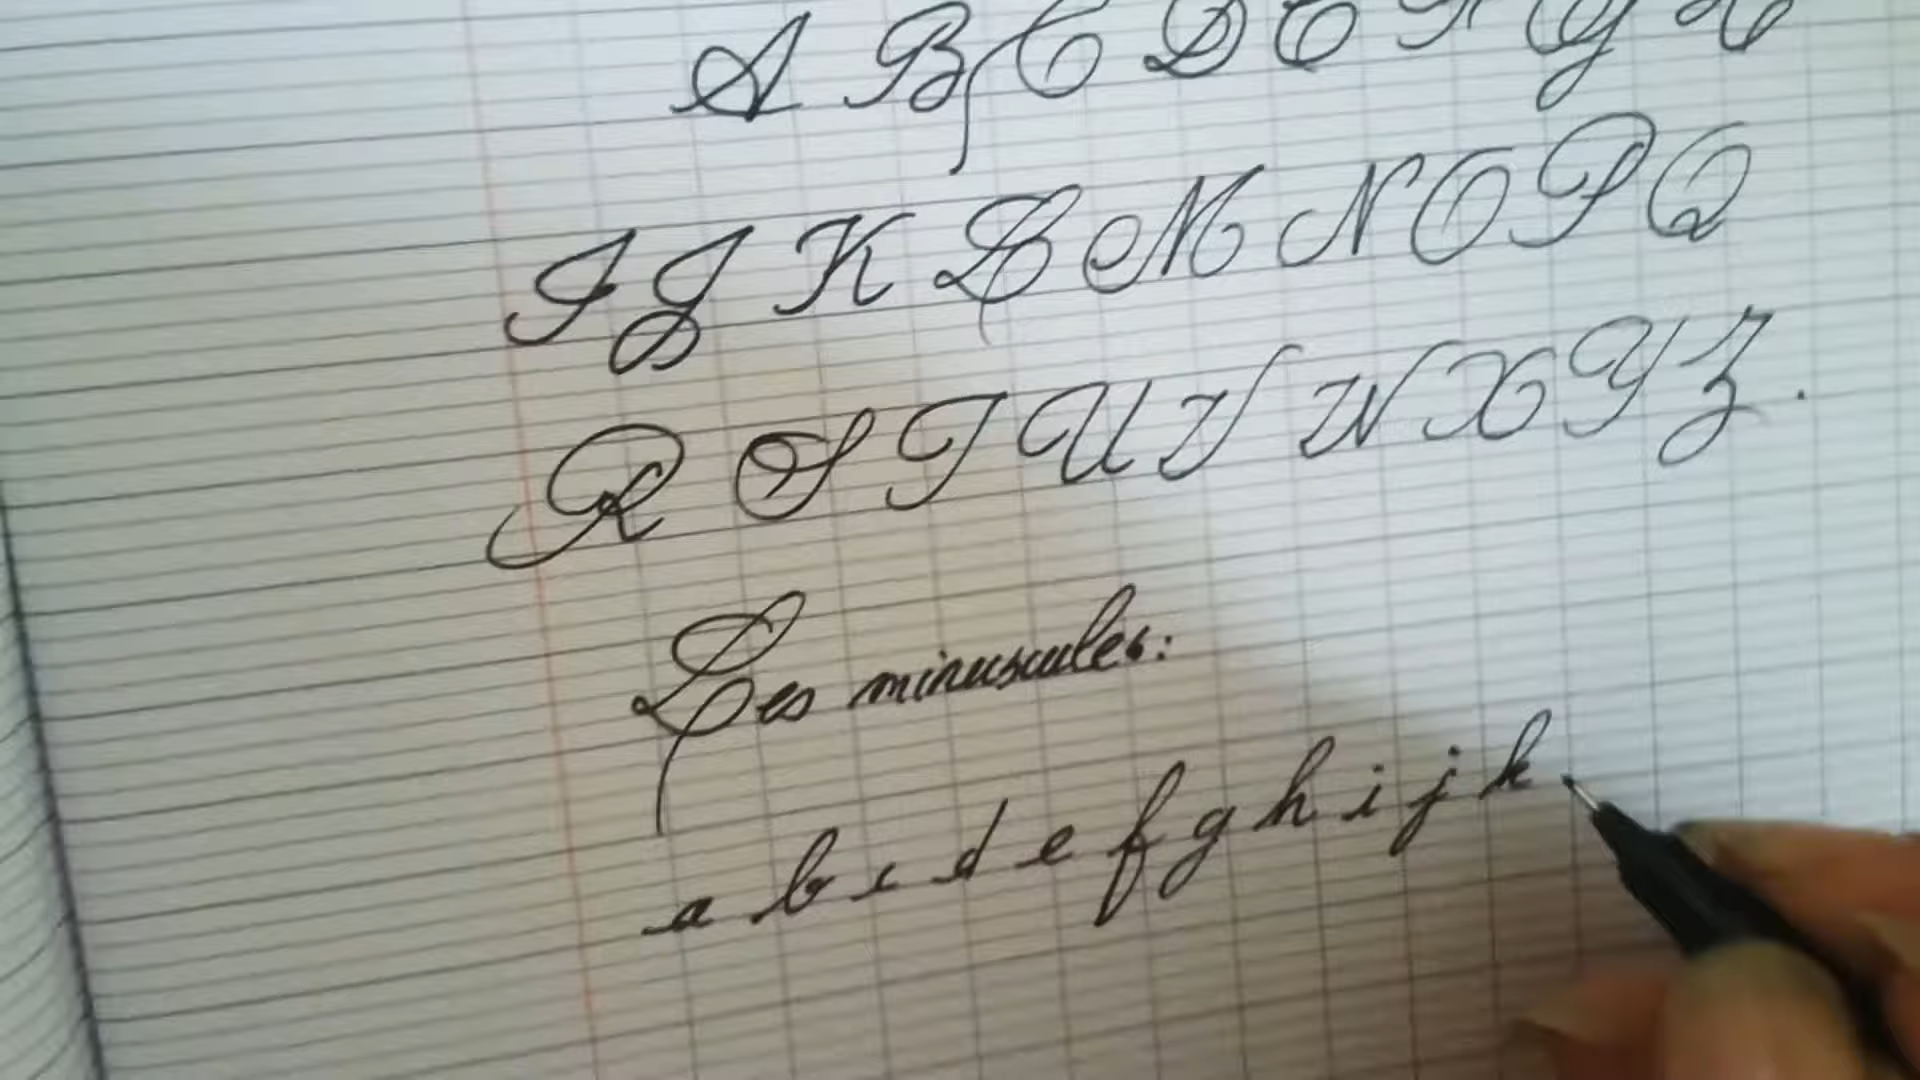 A B C D E F G H
I J K L M N O P Q
R S T U V W X Y Z .
Les minuscules:
a b c d e f g h i j k